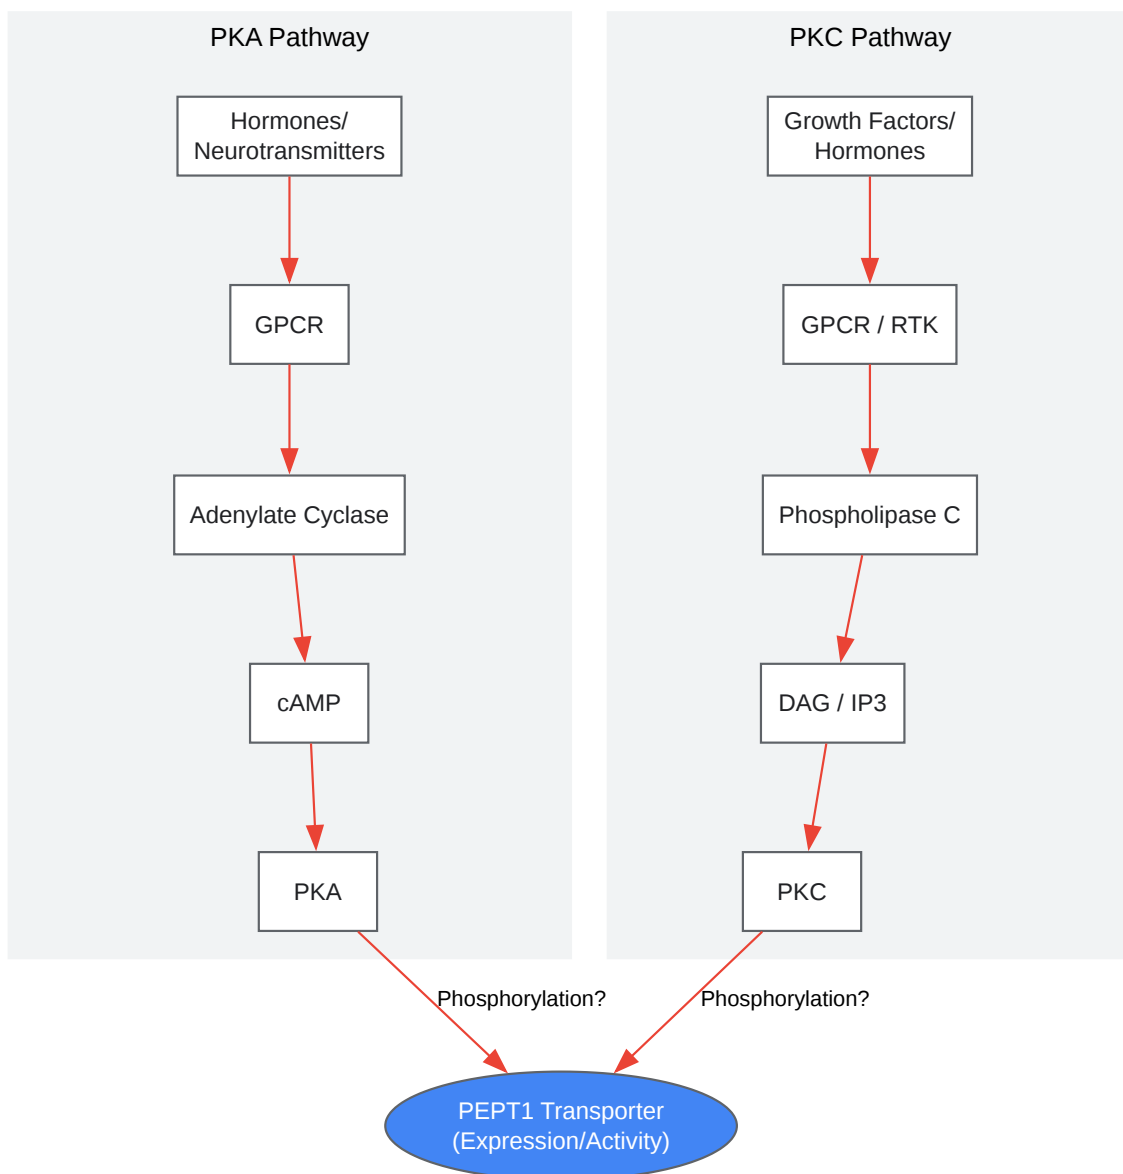 PKA Pathway
Hormones/
Neurotransmitters
GPCR
Adenylate Cyclase
cAMP
PKA
Phosphorylation?
PKC Pathway
Growth Factors/
Hormones
GPCR / RTK
Phospholipase C
DAG / IP3
PKC
Phosphorylation?
PEPT1 Transporter
(Expression/Activity)